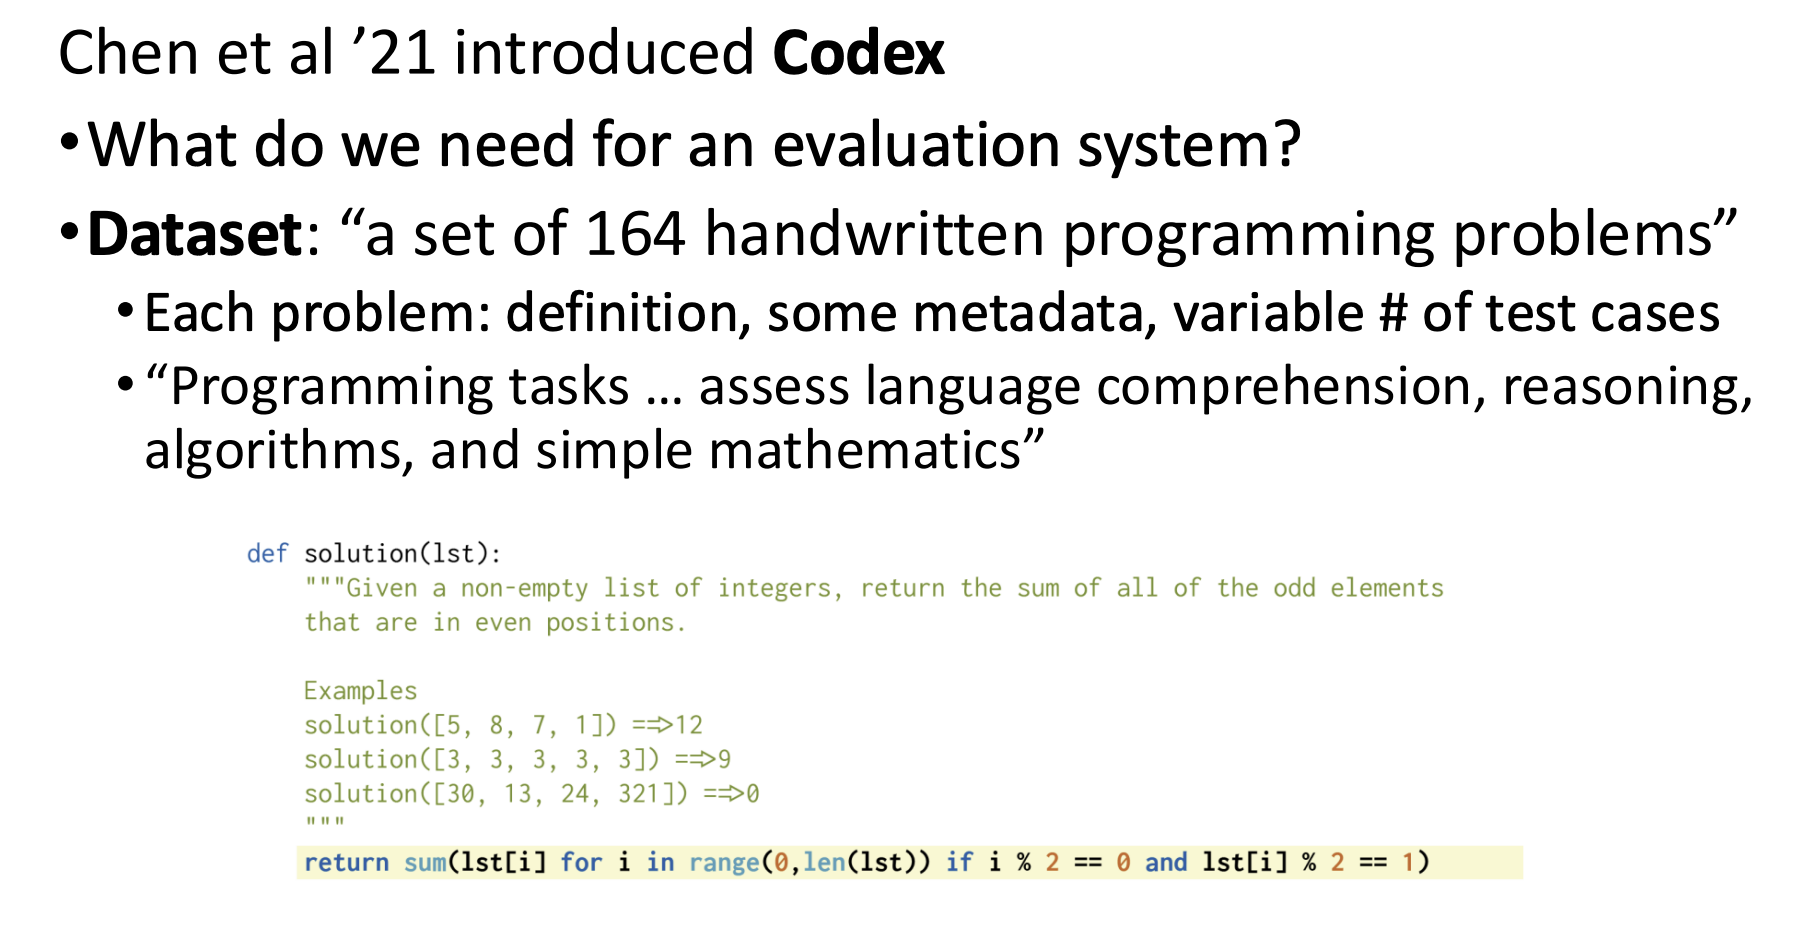 Chen et al ’21 introduced Codex
•What do we need for an evaluation system?
•Dataset: “a set of 164 handwritten programming problems”
•Each problem: definition, some metadata, variable # of test cases
•“Programming tasks … assess language comprehension, reasoning,
algorithms, and simple mathematics”
def solution(lst):
"""Given a non-empty list of integers, return the sum of all of the odd elements
that are in even positions.
Examples
solution([5, 8, 7, 1]) ==>12
solution([3, 3, 3, 3, 3]) ==>9
solution([30, 13, 24, 321]) ==>0
"""
return sum(lst[i] for i in range(0,len(lst)) if i % 2 == 0 and lst[i] % 2 == 1)